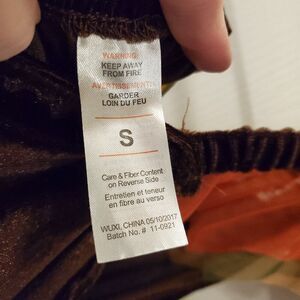 WARNING:
KEEP AWAY
FROM FIRE
AVERTISSEMENT:
GARDER
LOIN DU FEU
S
Care & Fiber Content
on Reverse Side
Entretien et teneur
en fibre au verso
WUXI, CHINA 05/10/2017
Batch No. # 11-0921